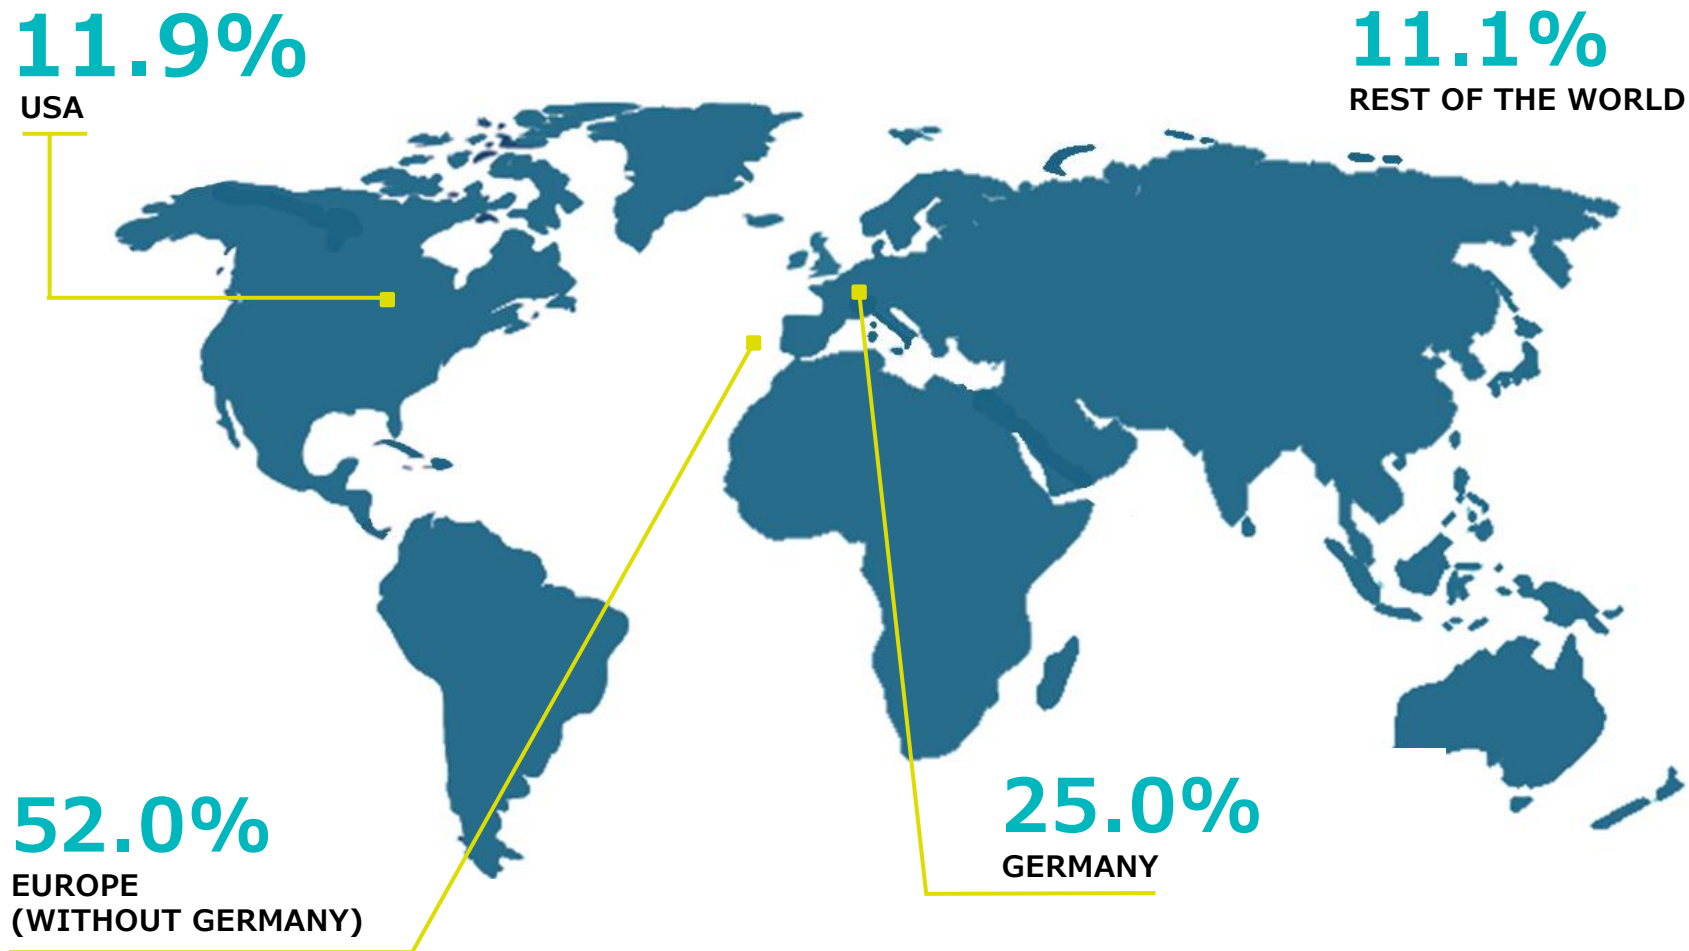 11.9%
USA
11.1%
REST OF THE WORLD
52.0%
EUROPE
(WITHOUT GERMANY)
25.0%
GERMANY